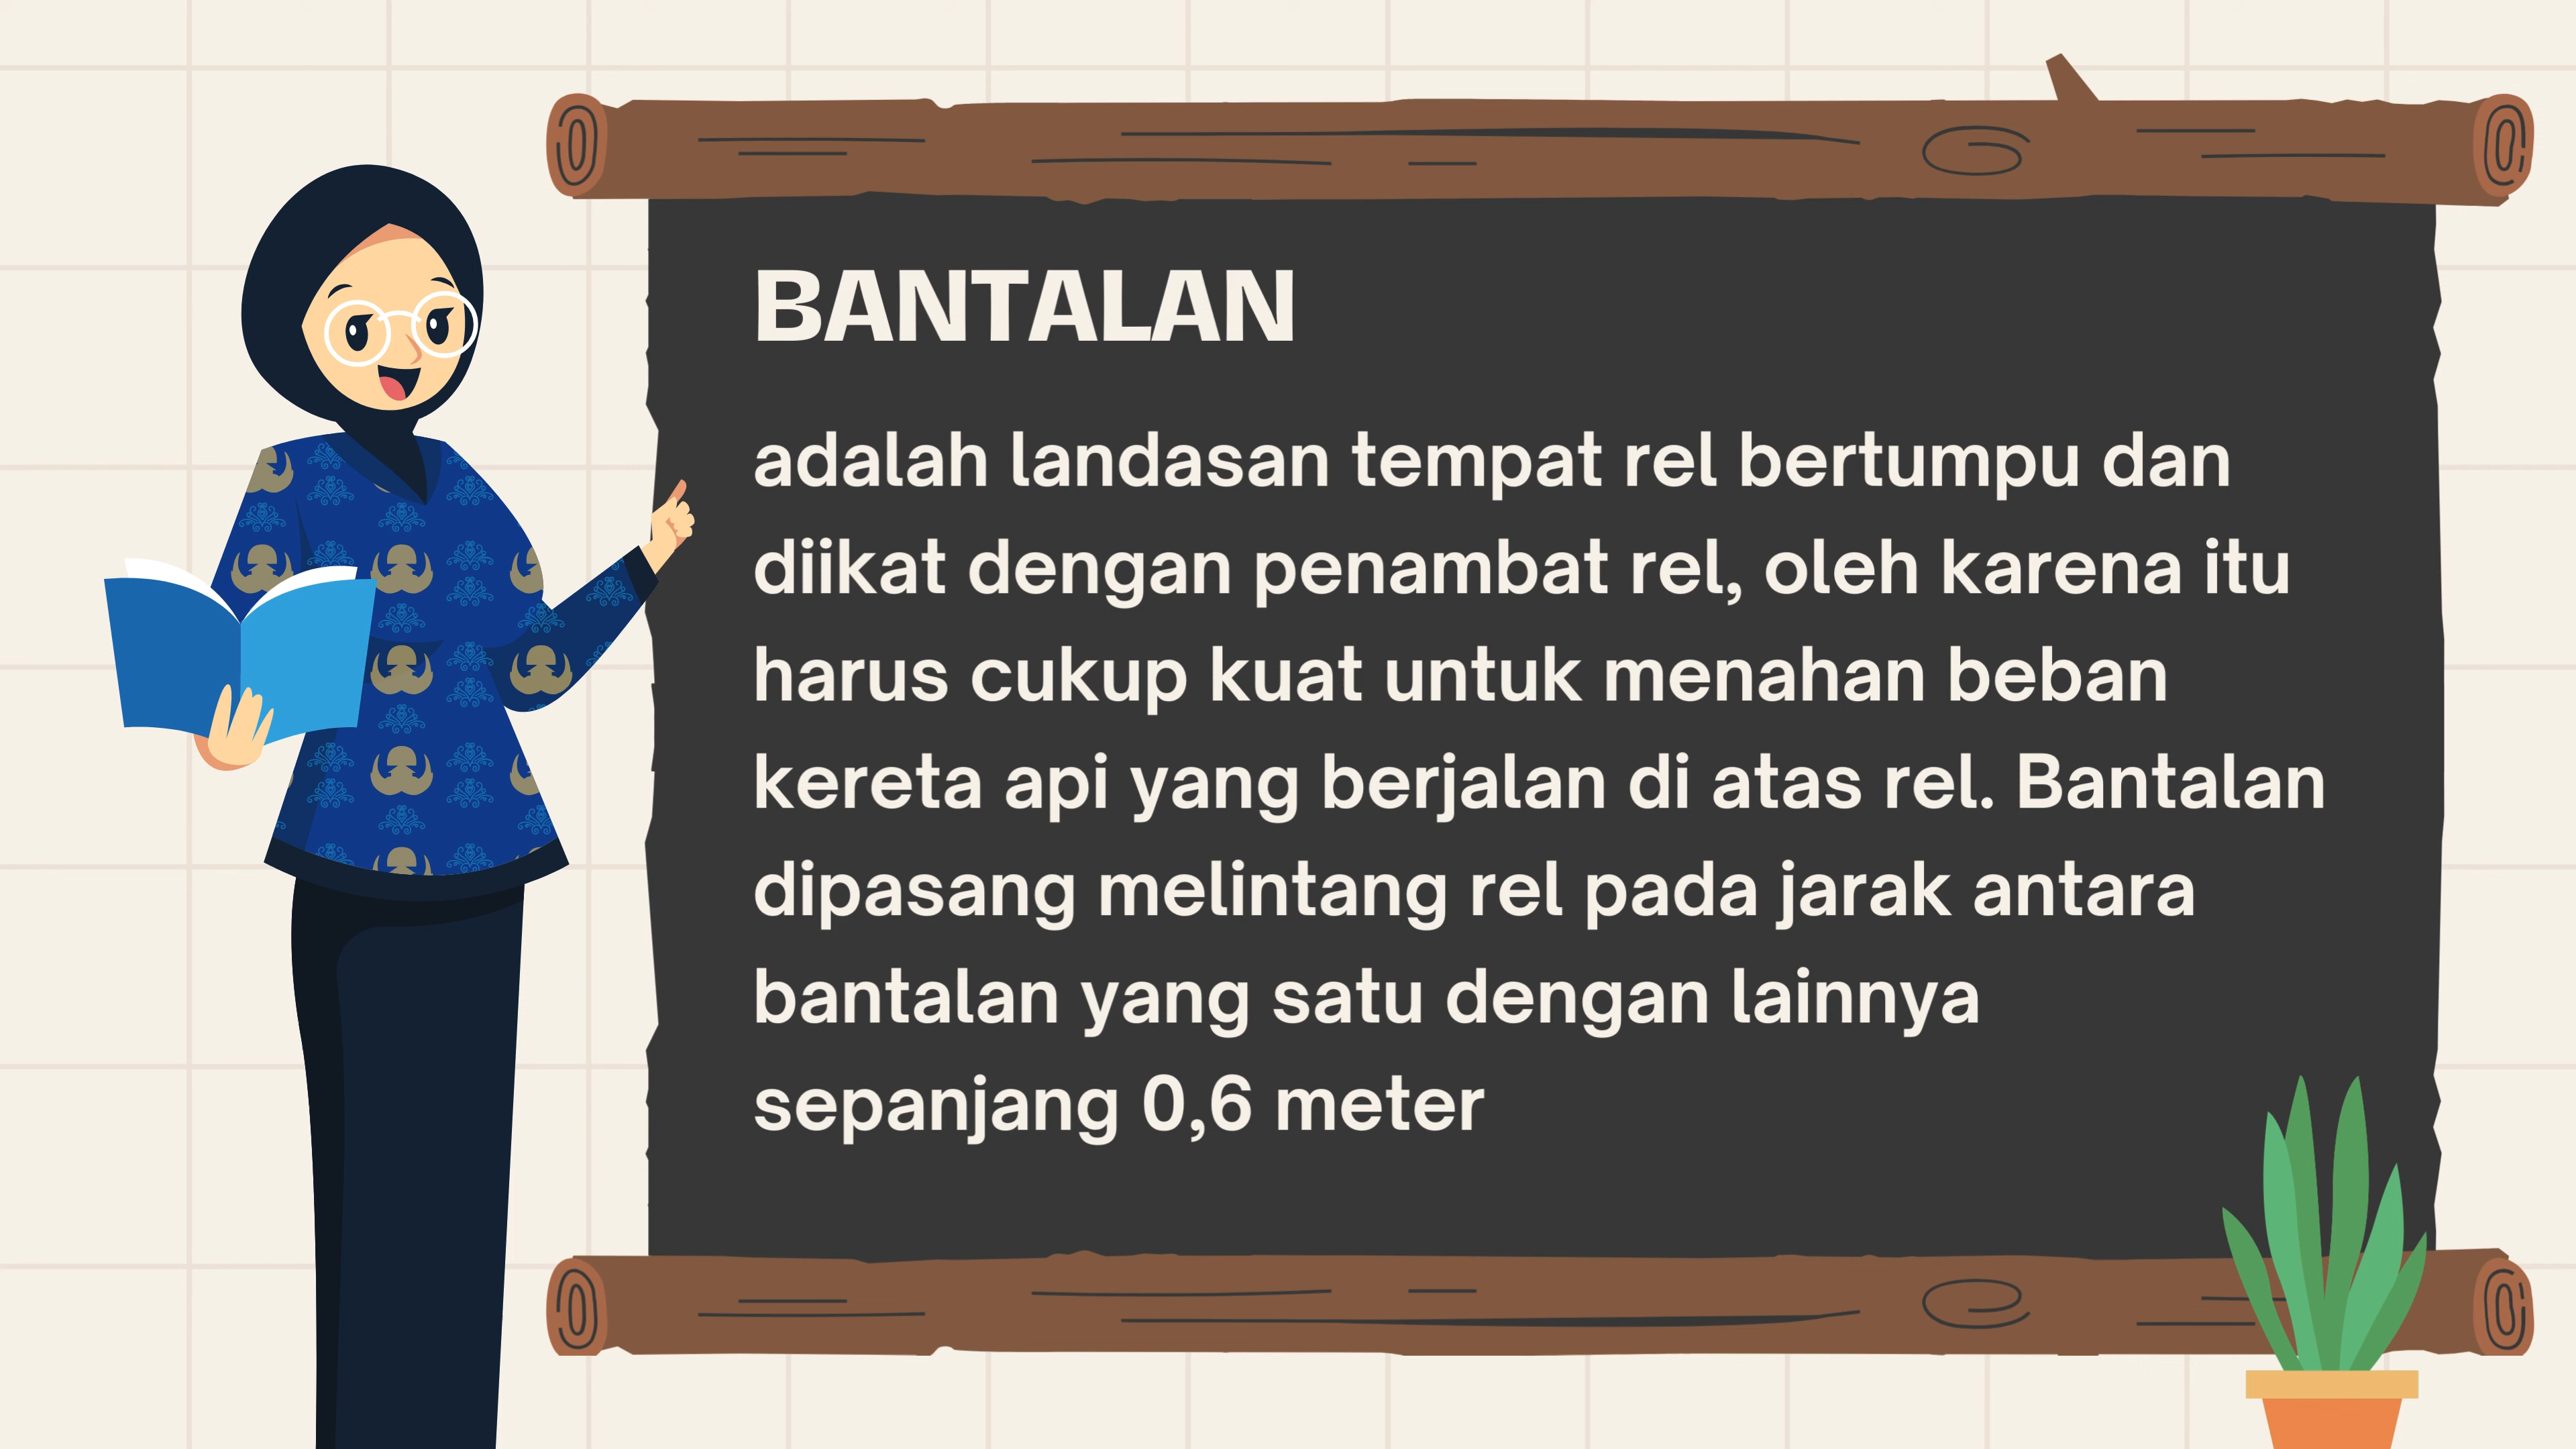 BANTALAN
adalah landasan tempat rel bertumpu dan
diikat dengan penambat rel, oleh karena itu
harus cukup kuat untuk menahan beban
kereta api yang berjalan di atas rel. Bantalan
dipasang melintang rel pada jarak antara
bantalan yang satu dengan lainnya
sepanjang 0,6 meter